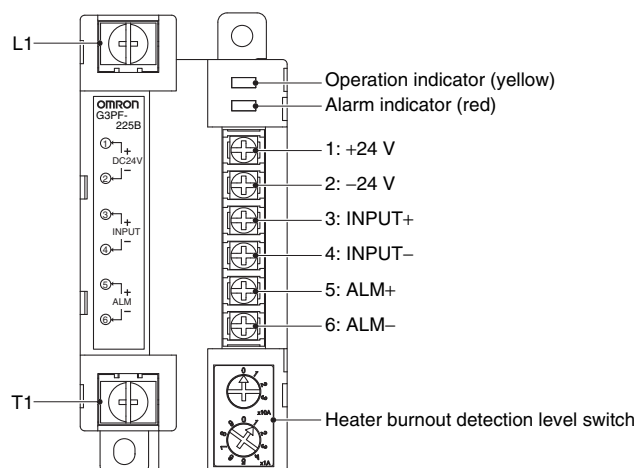 L1
Operation indicator (yellow)
Alarm indicator (red)
OMRON
G3PF-
225B
1 +
DC24V
2 −
3 +
INPUT
4 −
5 +
ALM
6 −
1: +24 V
2: −24 V
3: INPUT+
4: INPUT−
5: ALM+
6: ALM−
T1
Heater burnout detection level switch
0
x10A
0
x1A